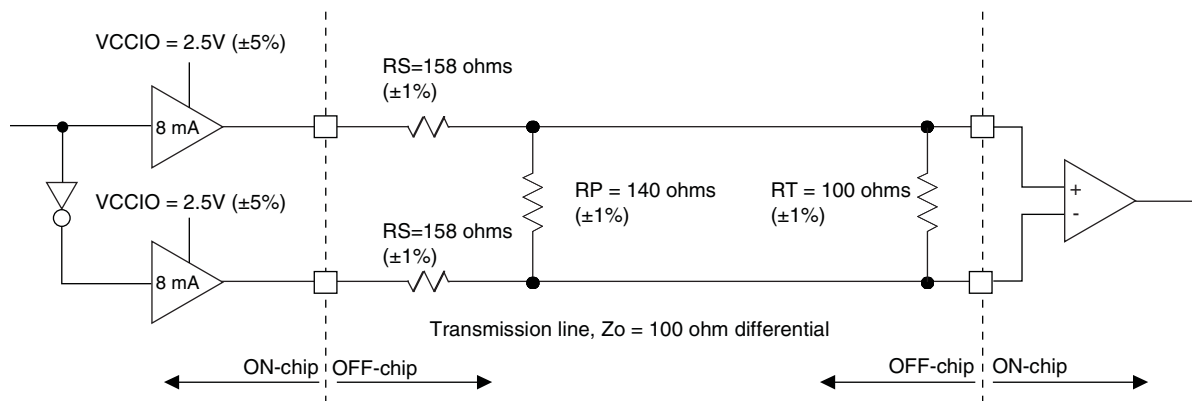 VCCIO = 2.5V (±5%)
RS=158 ohms
(±1%)
8 mA
VCCIO = 2.5V (±5%)
RS=158 ohms
(±1%)
8 mA
RP = 140 ohms
(±1%)
RT = 100 ohms
(±1%)
+
-
Transmission line, Zo = 100 ohm differential
ON-chip OFF-chip
OFF-chip ON-chip